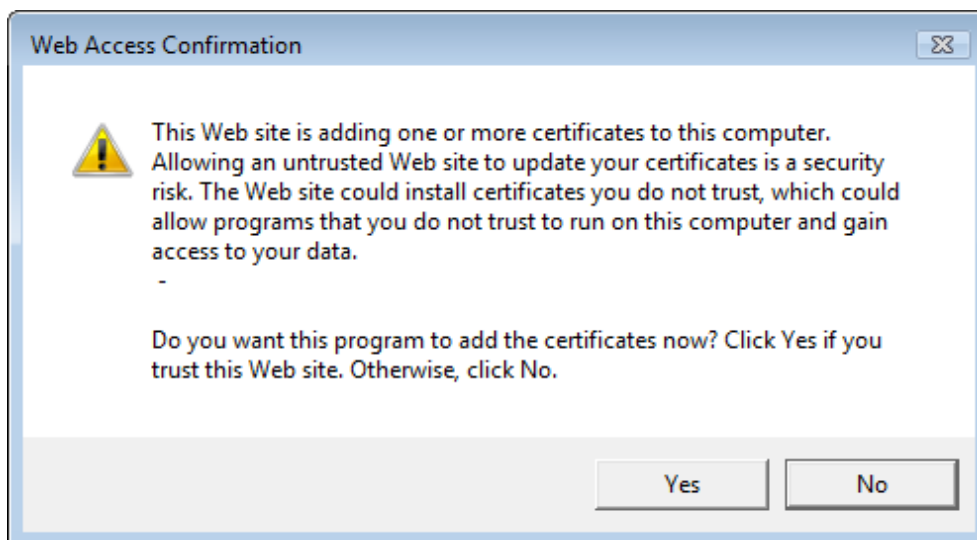 Web Access Confirmation
This Web site is adding one or more certificates to this computer.
Allowing an untrusted Web site to update your certificates is a security
risk. The Web site could install certificates you do not trust, which could
allow programs that you do not trust to run on this computer and gain
access to your data.
-
Do you want this program to add the certificates now? Click Yes if you
trust this Web site. Otherwise, click No.
Yes No